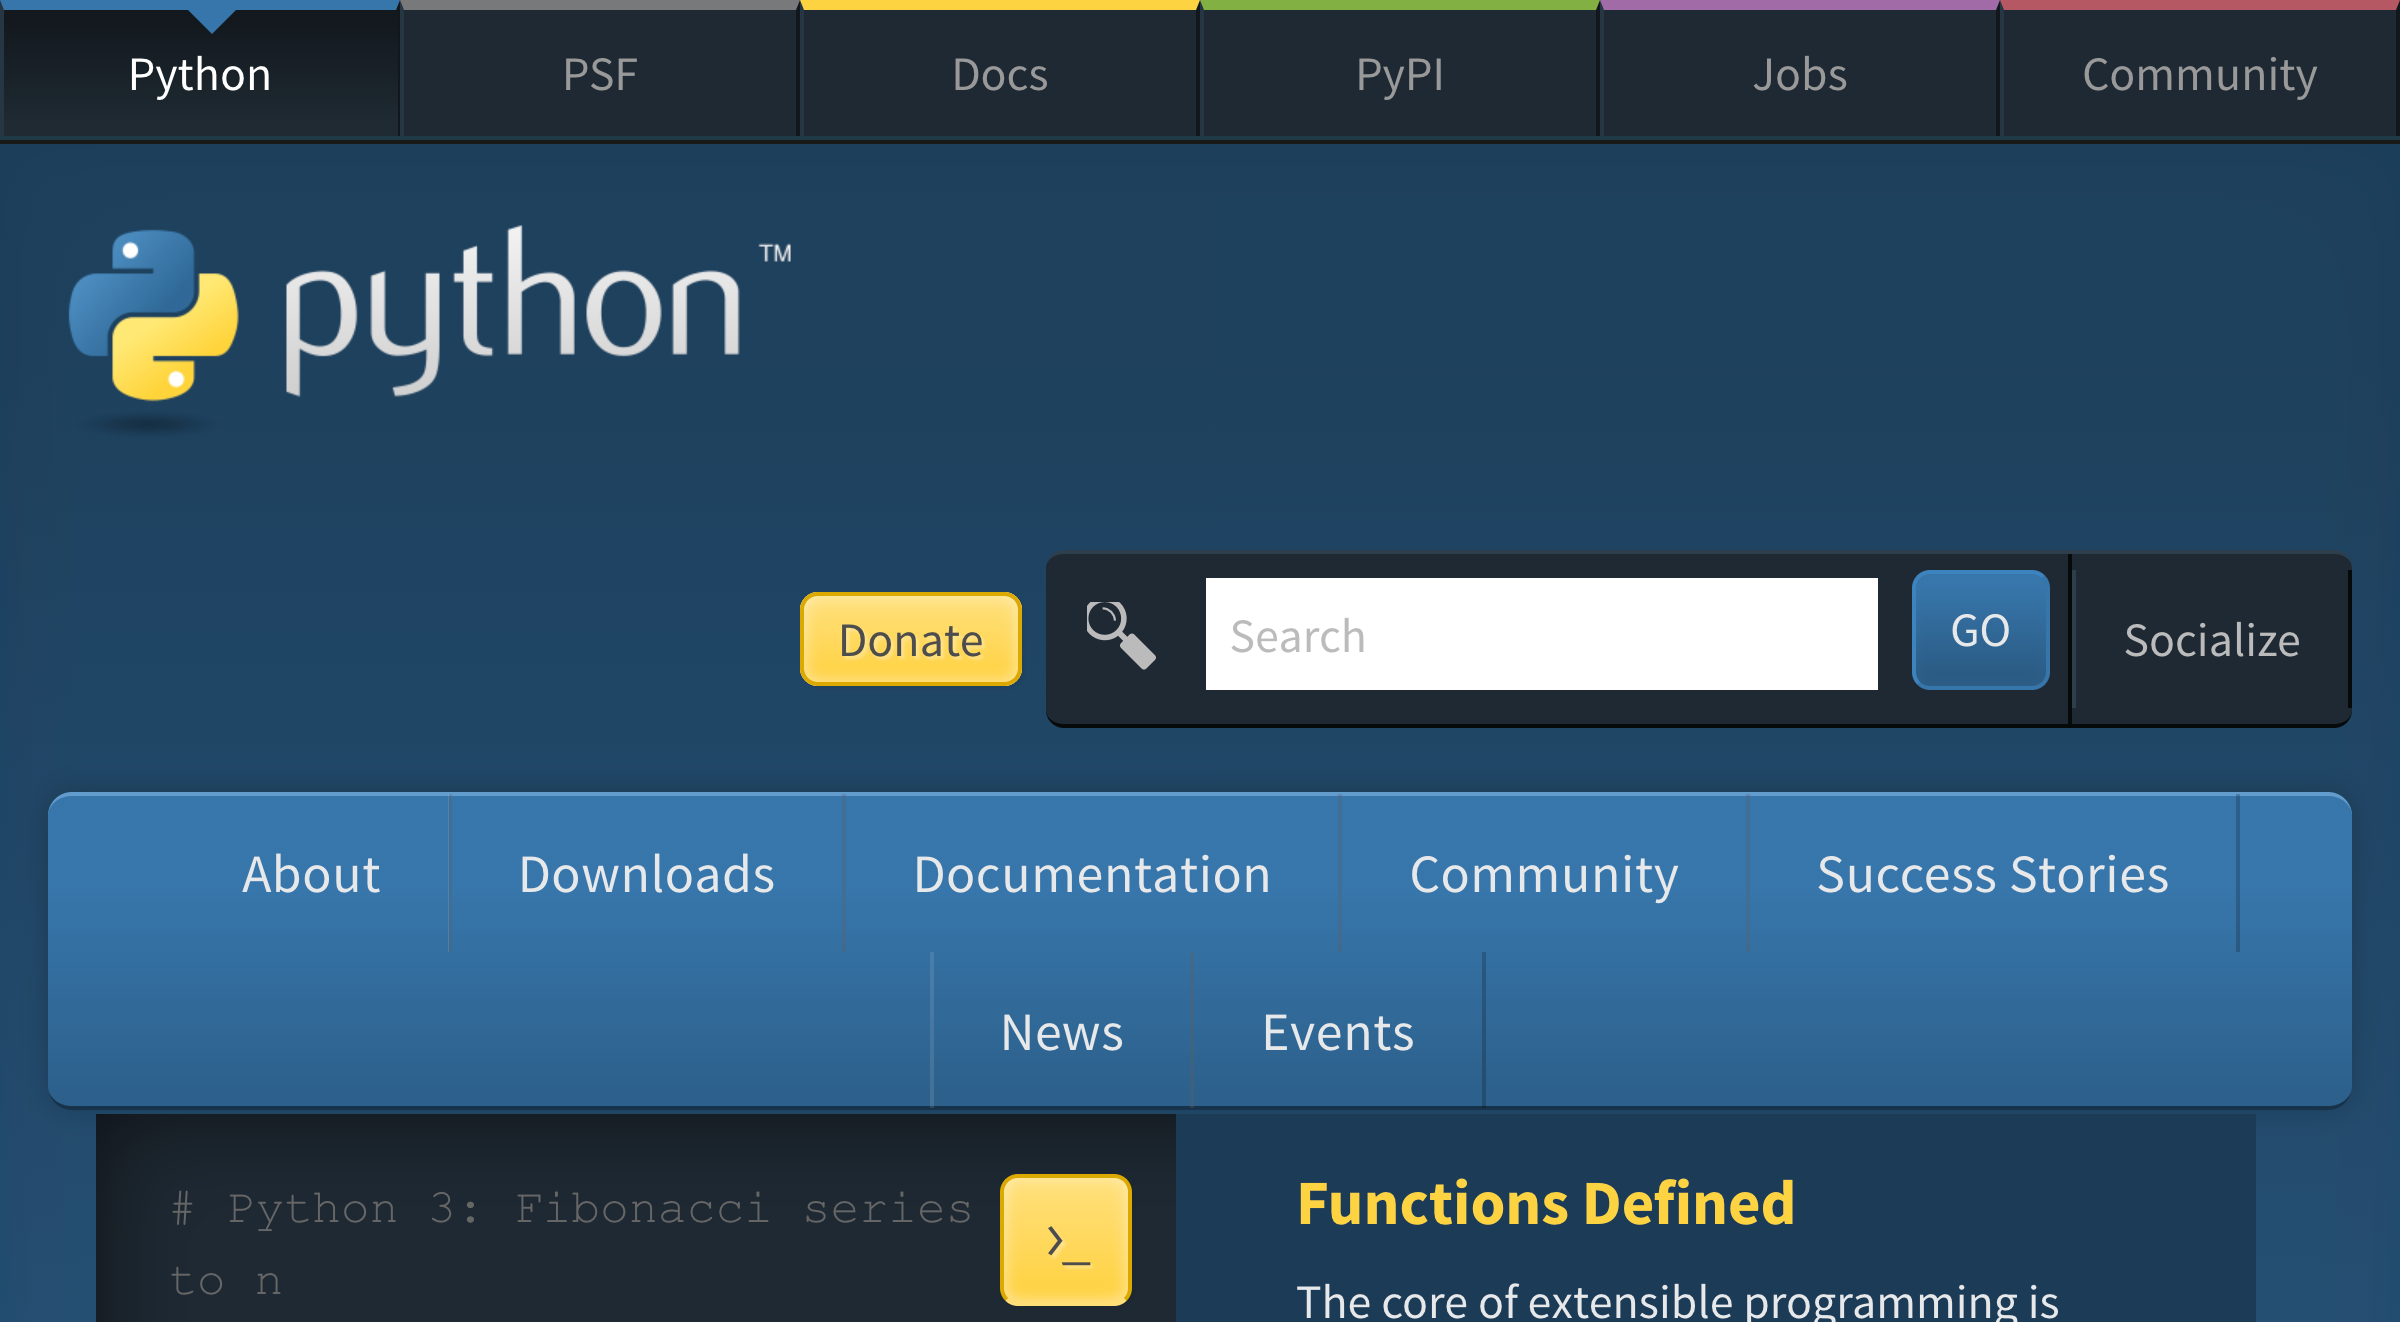 Python PSF Docs PyPI Jobs Community
python™
Donate Search GO Socialize
About Downloads Documentation Community Success Stories
News Events
# Python 3: Fibonacci series
to n
>_
Functions Defined
The core of extensible programming is